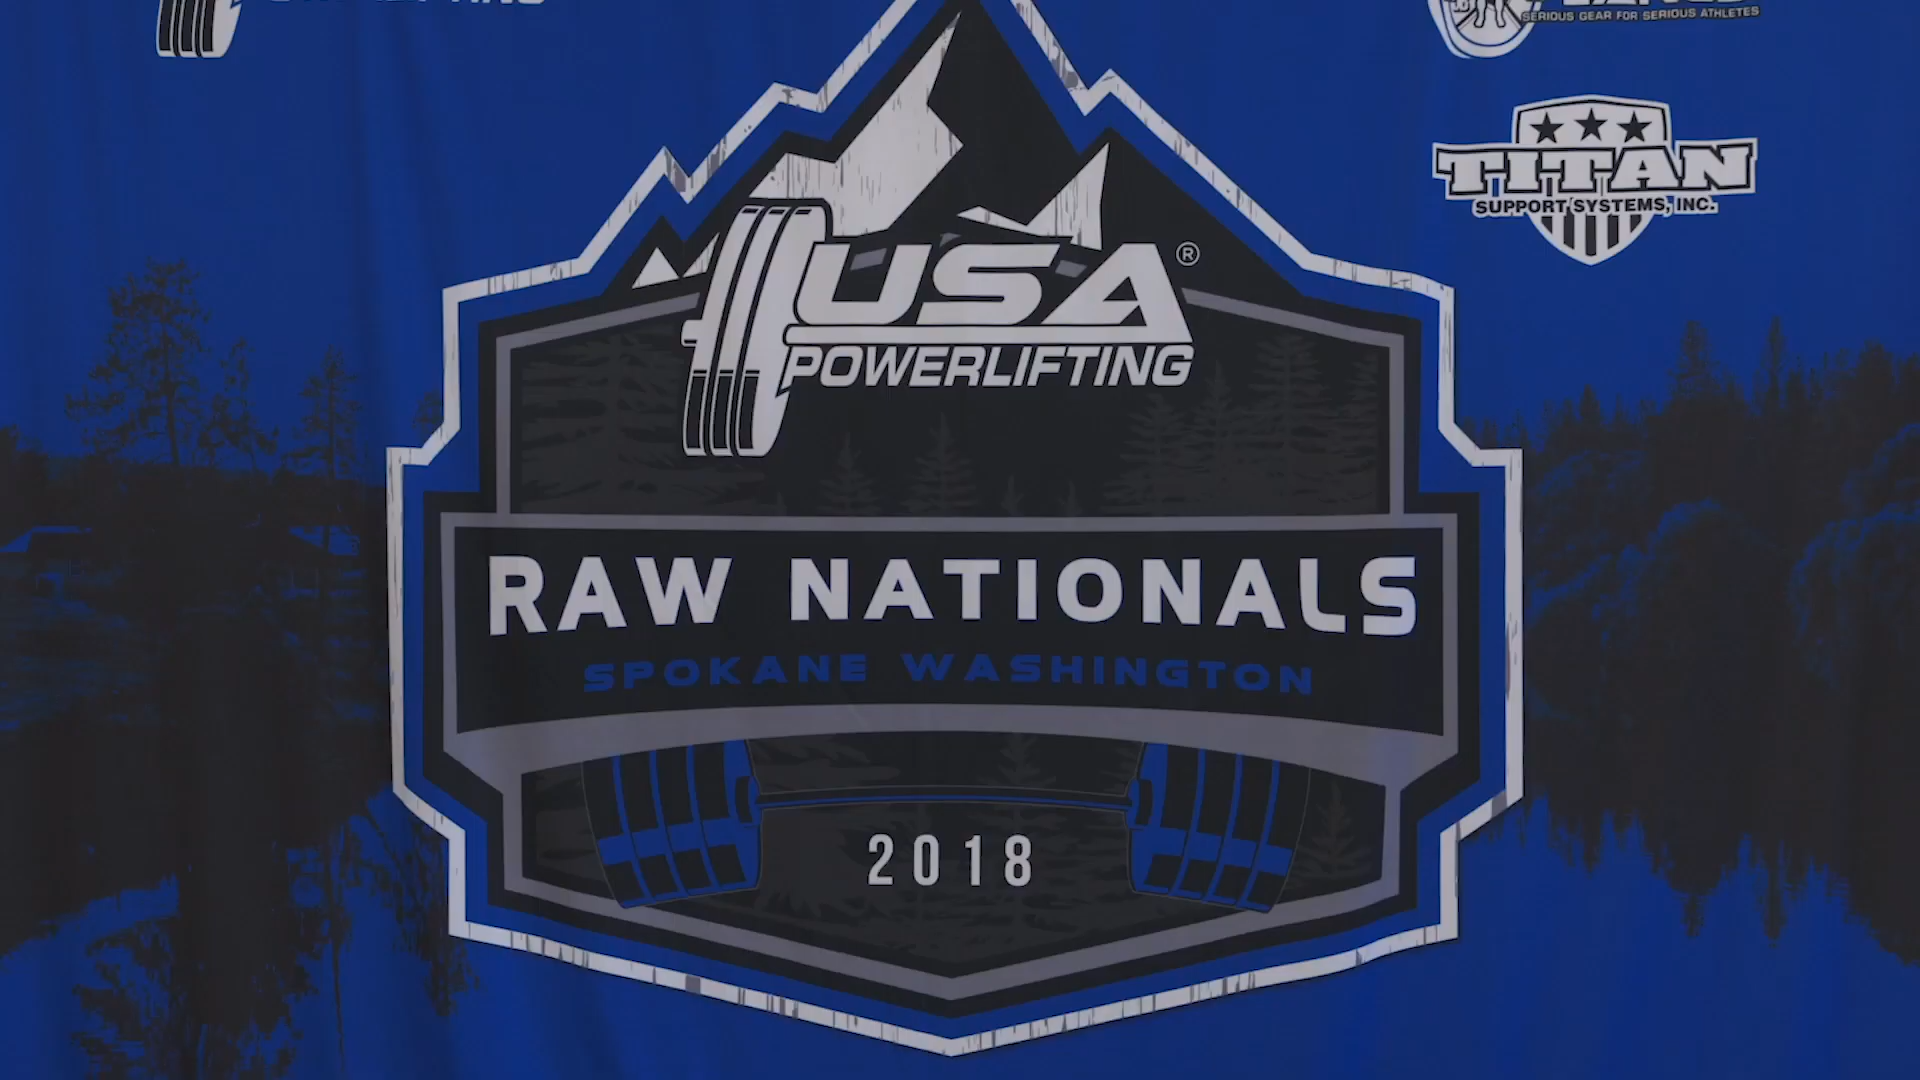 SERIOUS GEAR FOR SERIOUS ATHLETES
TITAN
SUPPORT SYSTEMS, INC.
USA®
POWERLIFTING
RAW NATIONALS
SPOKANE WASHINGTON
2018